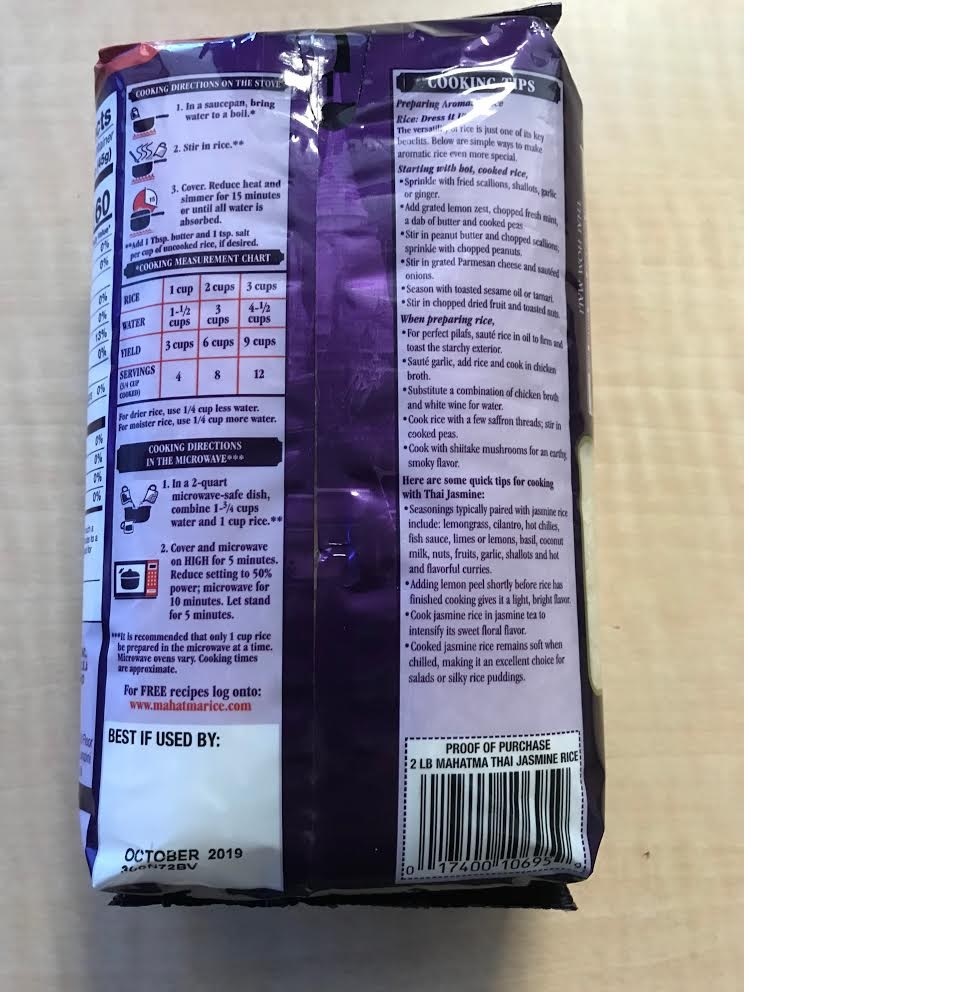 cts
60
0%
0%
0%
0%
13%
0%
0%
0%
0%
0%
0%
COOKING DIRECTIONS ON THE STOVE
1. In a saucepan, bring
water to a boil.*
2. Stir in rice.**
15
3. Cover. Reduce heat and
simmer for 15 minutes
or until all water is
absorbed.
**Add 1 Tbsp. butter and 1 tsp. salt
per cup of uncooked rice, if desired.
*COOKING MEASUREMENT CHART
RICE 1 cup 2 cups 3 cups
WATER 1-1/2 cups 3 cups 4-1/2 cups
YIELD 3 cups 6 cups 9 cups
SERVINGS (3/4 CUP COOKED) 4 8 12
For drier rice, use 1/4 cup less water.
For moister rice, use 1/4 cup more water.
COOKING DIRECTIONS
IN THE MICROWAVE***
1. In a 2-quart
microwave-safe dish,
combine 1-3/4 cups
water and 1 cup rice.**
2. Cover and microwave
on HIGH for 5 minutes.
Reduce setting to 50%
power; microwave for
10 minutes. Let stand
for 5 minutes.
***It is recommended that only 1 cup rice
be prepared in the microwave at a time.
Microwave ovens vary. Cooking times
are approximate.
For FREE recipes log onto:
www.mahatmarice.com
BEST IF USED BY:
OCTOBER 2019
COOKING TIPS
Preparing
Rice: Dress It
The of rice is just one of its key
benefits. Below are simple ways to make
aromatic rice even more special.
Starting with hot, cooked rice,
• Sprinkle with fried scallions, shallots, garlic
or ginger.
• Add grated lemon zest, chopped fresh mint,
a dab of butter and cooked peas.
• Stir in peanut butter and chopped scallions;
sprinkle with chopped peanuts.
• Stir in grated Parmesan cheese and sautéed
onions.
• Season with toasted sesame oil or tamari.
• Stir in chopped dried fruit and toasted nuts.
When preparing rice,
• For perfect pilafs, sauté rice in oil to firm and
toast the starchy exterior.
• Sauté garlic, add rice and cook in chicken
broth.
• Substitute a combination of chicken broth
and white wine for water.
• Cook rice with a few saffron threads; stir in
cooked peas.
• Cook with shiitake mushrooms for an earthy,
smoky flavor.
Here are some quick tips for cooking
with Thai Jasmine:
• Seasonings typically paired with jasmine rice
include: lemongrass, cilantro, hot chilies,
fish sauce, limes or lemons, basil, coconut
milk, nuts, fruits, garlic, shallots and hot
and flavorful curries.
• Adding lemon peel shortly before rice has
finished cooking gives it a light, bright flavor.
• Cook jasmine rice in jasmine tea to
intensify its sweet floral flavor.
• Cooked jasmine rice remains soft when
chilled, making it an excellent choice for
salads or silky rice puddings.
PROOF OF PURCHASE
2 LB MAHATMA THAI JASMINE RICE
0 17400 10695 9
THAI HOM MALI